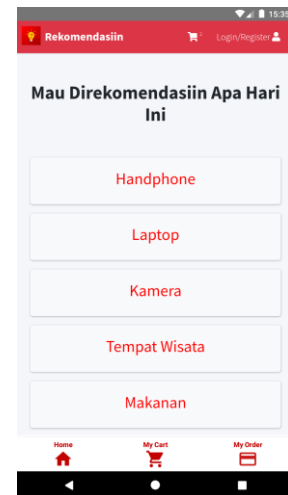 15:35
Rekomendasiin
Login/Register
Mau Direkomendasiin Apa Hari
Ini
Handphone
Laptop
Kamera
Tempat Wisata
Makanan
Home My Cart My Order